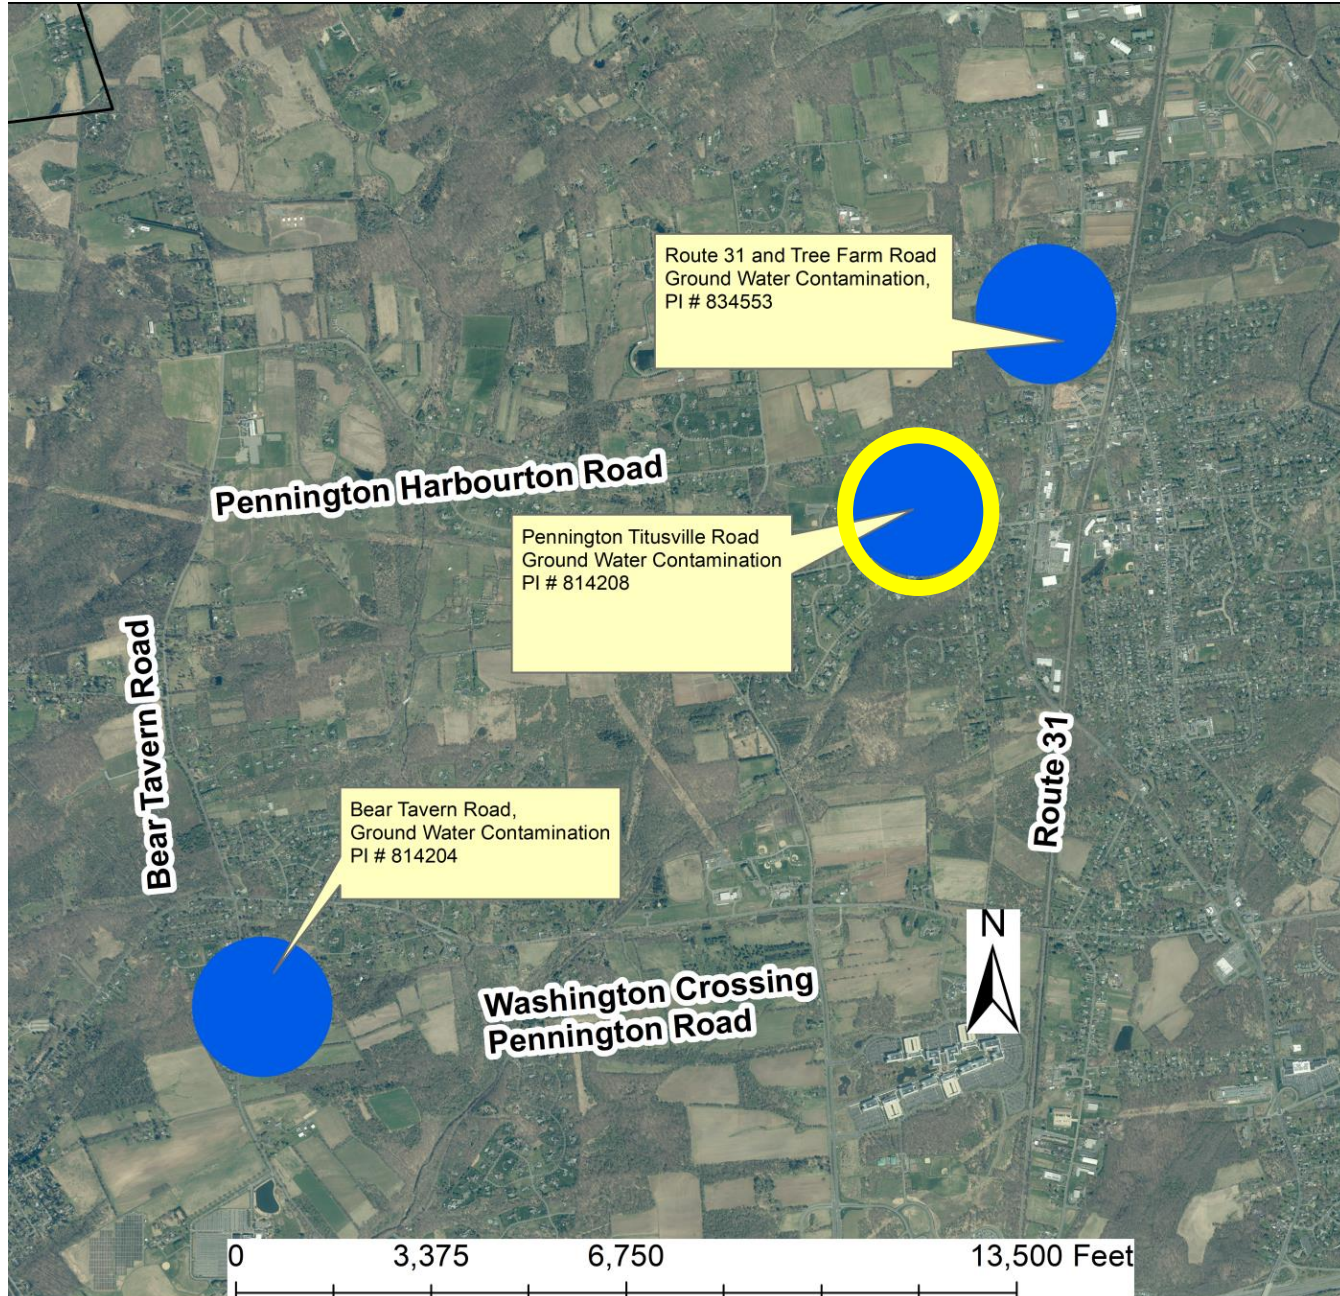 Route 31 and Tree Farm Road
Ground Water Contamination,
PI # 834553
Pennington Harbourton Road
Pennington Titusville Road
Ground Water Contamination
PI # 814208
Bear Tavern Road
Route 31
Bear Tavern Road,
Ground Water Contamination
PI # 814204
N
Washington Crossing
Pennington Road
0 3,375 6,750 13,500 Feet